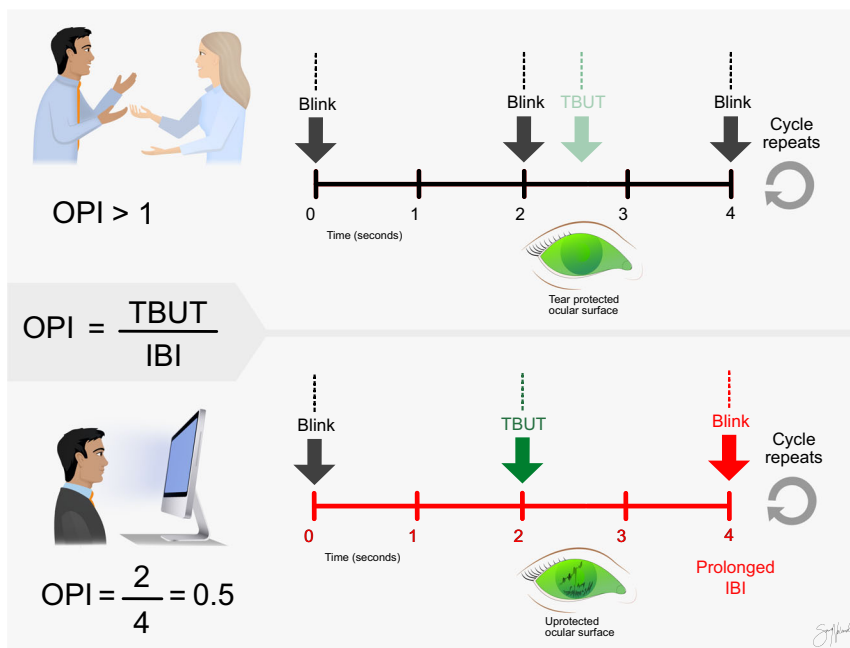 Blink
Blink
TBUT
Blink
Cycle
repeats
0
1
2
3
4
Time (seconds)
OPI > 1
Tear protected
ocular surface
OPI = TBUT
IBI
Blink
TBUT
Blink
Cycle
repeats
0
1
2
3
4
Time (seconds)
Prolonged
IBI
OPI = 2 = 0.5
4
Uprotected
ocular surface